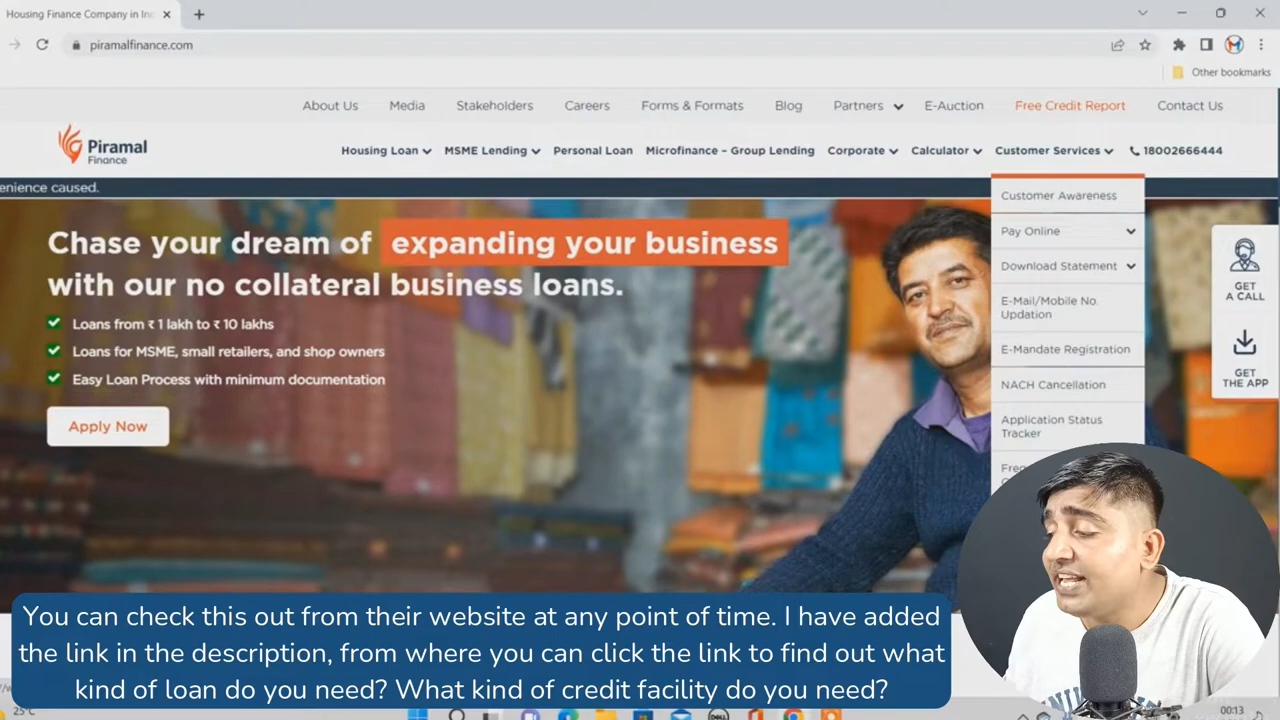 Housing Finance Company in In
piramalfinance.com
Other bookmarks
About Us Media Stakeholders Careers Forms & Formats Blog Partners E-Auction Free Credit Report Contact Us
Piramal
Finance
Housing Loan MSME Lending Personal Loan Microfinance – Group Lending Corporate Calculator Customer Services 18002666444
enience caused.
Chase your dream of expanding your business
with our no collateral business loans.
Loans from ₹ 1 lakh to ₹ 10 lakhs
Loans for MSME, small retailers, and shop owners
Easy Loan Process with minimum documentation
Apply Now
Customer Awareness
Pay Online
Download Statement
E-Mail/Mobile No.
Updation
E-Mandate Registration
NACH Cancellation
Application Status
Tracker
GET
A CALL
GET
THE APP
You can check this out from their website at any point of time. I have added
the link in the description, from where you can click the link to find out what
kind of loan do you need? What kind of credit facility do you need?
25°C
DELL
00:13